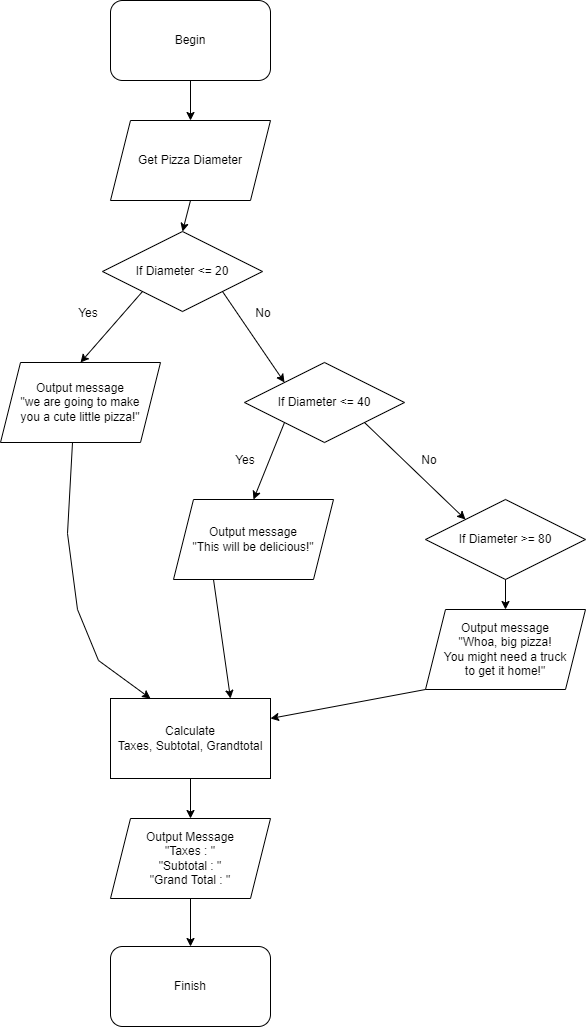 Begin
Get Pizza Diameter
If Diameter <= 20
Yes
No
Output message
"we are going to make
you a cute little pizza!"
If Diameter <= 40
Yes
No
Output message
"This will be delicious!"
If Diameter >= 80
Output message
"Whoa, big pizza!
You might need a truck
to get it home!"
Calculate
Taxes, Subtotal, Grandtotal
Output Message
"Taxes : "
"Subtotal : "
"Grand Total : "
Finish